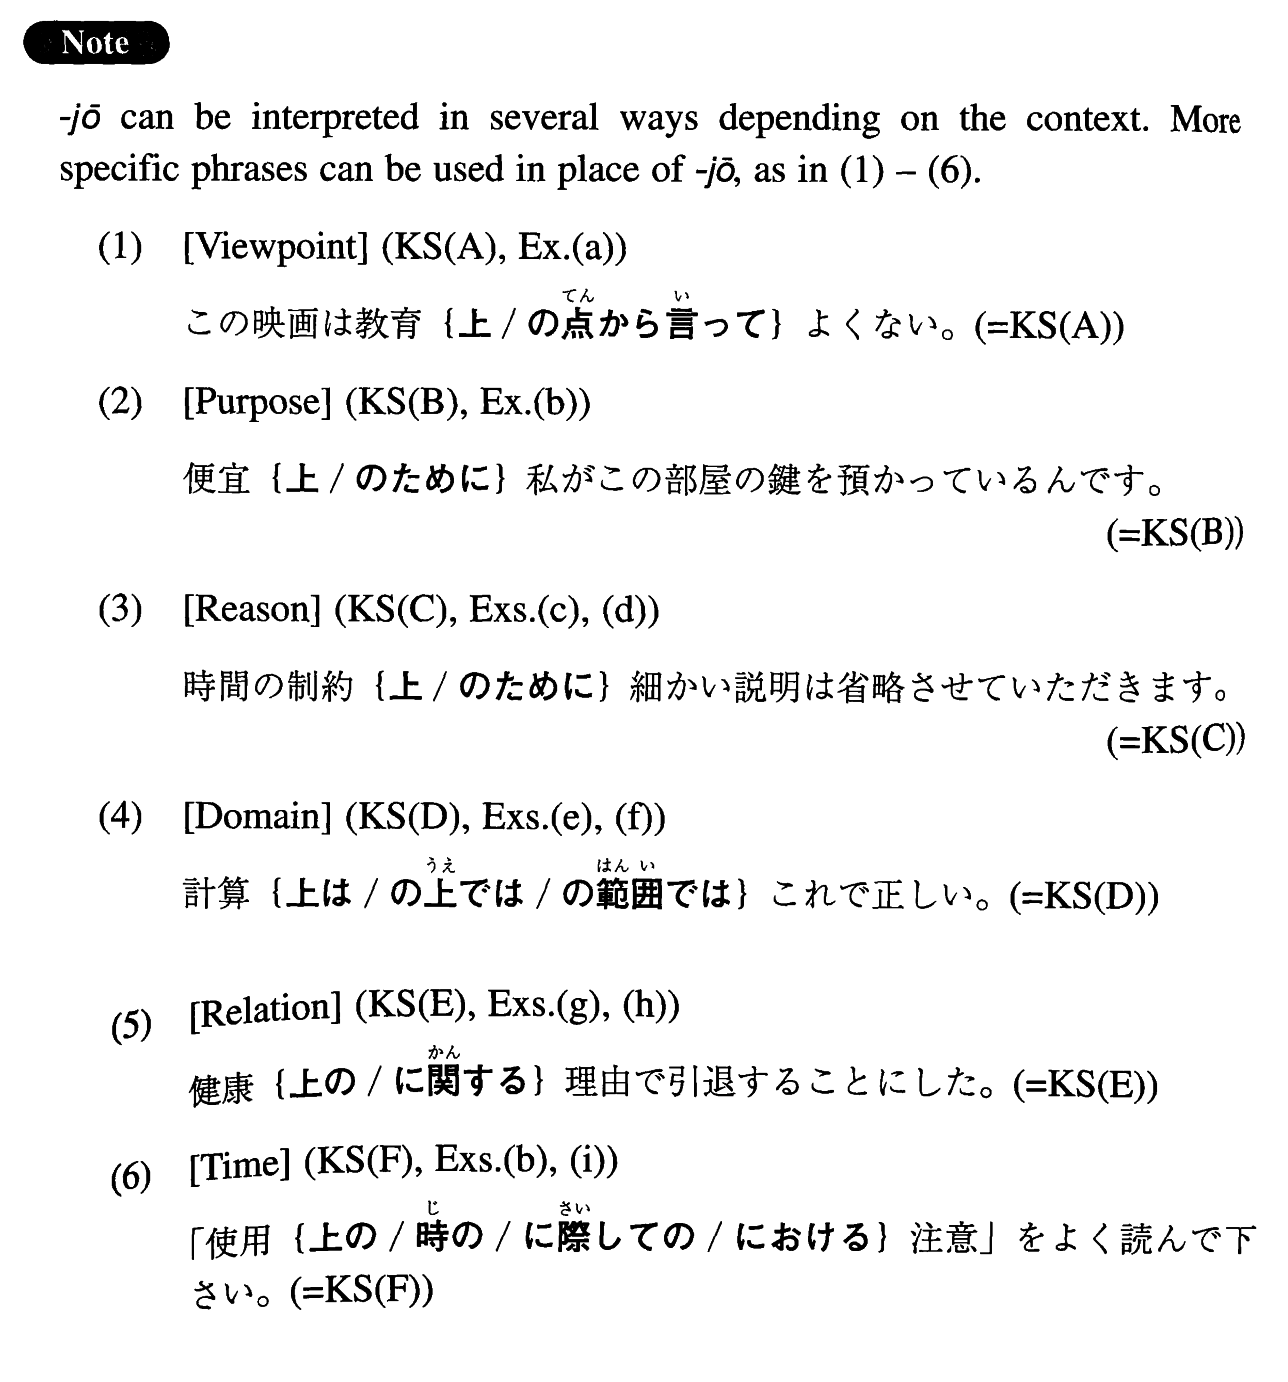 Note
-jō can be interpreted in several ways depending on the context. More
specific phrases can be used in place of -jō, as in (1) – (6).
(1) [Viewpoint] (KS(A), Ex.(a))
てん い
この映画は教育{上 / の点から言って}よくない。(=KS(A))
(2) [Purpose] (KS(B), Ex.(b))
便宜{上 / のために}私がこの部屋の鍵を預かっているんです。
(=KS(B))
(3) [Reason] (KS(C), Exs.(c), (d))
時間の制約{上 / のために}細かい説明は省略させていただきます。
(=KS(C))
(4) [Domain] (KS(D), Exs.(e), (f))
うえ はん い
計算{上は / の上では / の範囲では}これで正しい。(=KS(D))
(5) [Relation] (KS(E), Exs.(g), (h))
かん
健康{上の / に関する}理由で引退することにした。(=KS(E))
(6) [Time] (KS(F), Exs.(b), (i))
じ さい
「使用{上の / 時の / に際しての / における}注意」をよく読んで下
さい。(=KS(F))